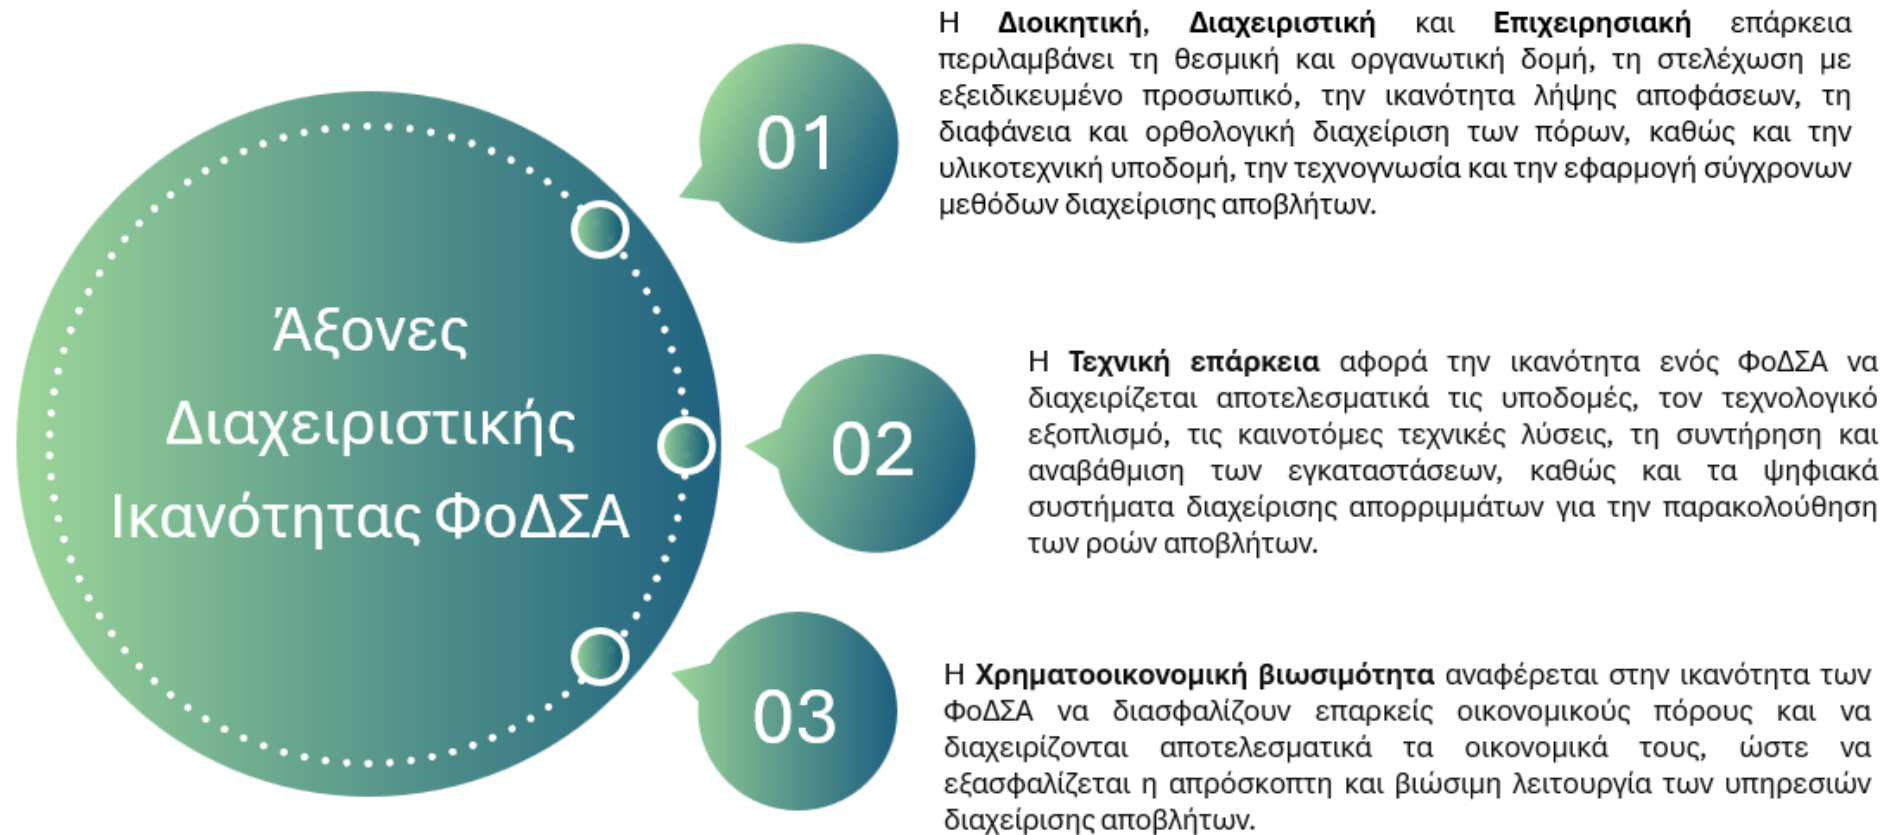 Άξονες
Διαχειριστικής
Ικανότητας ΦοΔΣΑ
01
Η Διοικητική, Διαχειριστική και Επιχειρησιακή επάρκεια
περιλαμβάνει τη θεσμική και οργανωτική δομή, τη στελέχωση με
εξειδικευμένο προσωπικό, την ικανότητα λήψης αποφάσεων, τη
διαφάνεια και ορθολογική διαχείριση των πόρων, καθώς και την
υλικοτεχνική υποδομή, την τεχνογνωσία και την εφαρμογή σύγχρονων
μεθόδων διαχείρισης αποβλήτων.
02
Η Τεχνική επάρκεια αφορά την ικανότητα ενός ΦοΔΣΑ να
διαχειρίζεται αποτελεσματικά τις υποδομές, τον τεχνολογικό
εξοπλισμό, τις καινοτόμες τεχνικές λύσεις, τη συντήρηση και
αναβάθμιση των εγκαταστάσεων, καθώς και τα ψηφιακά
συστήματα διαχείρισης απορριμμάτων για την παρακολούθηση
των ροών αποβλήτων.
03
Η Χρηματοοικονομική βιωσιμότητα αναφέρεται στην ικανότητα των
ΦοΔΣΑ να διασφαλίζουν επαρκείς οικονομικούς πόρους και να
διαχειρίζονται αποτελεσματικά τα οικονομικά τους, ώστε να
εξασφαλίζεται η απρόσκοπτη και βιώσιμη λειτουργία των υπηρεσιών
διαχείρισης αποβλήτων.